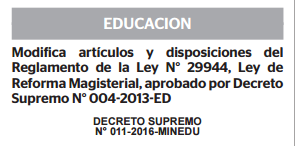 EDUCACION
Modifica artículos y disposiciones del
Reglamento de la Ley N° 29944, Ley de
Reforma Magisterial, aprobado por Decreto
Supremo N° 004-2013-ED
DECRETO SUPREMO
N° 011-2016-MINEDU